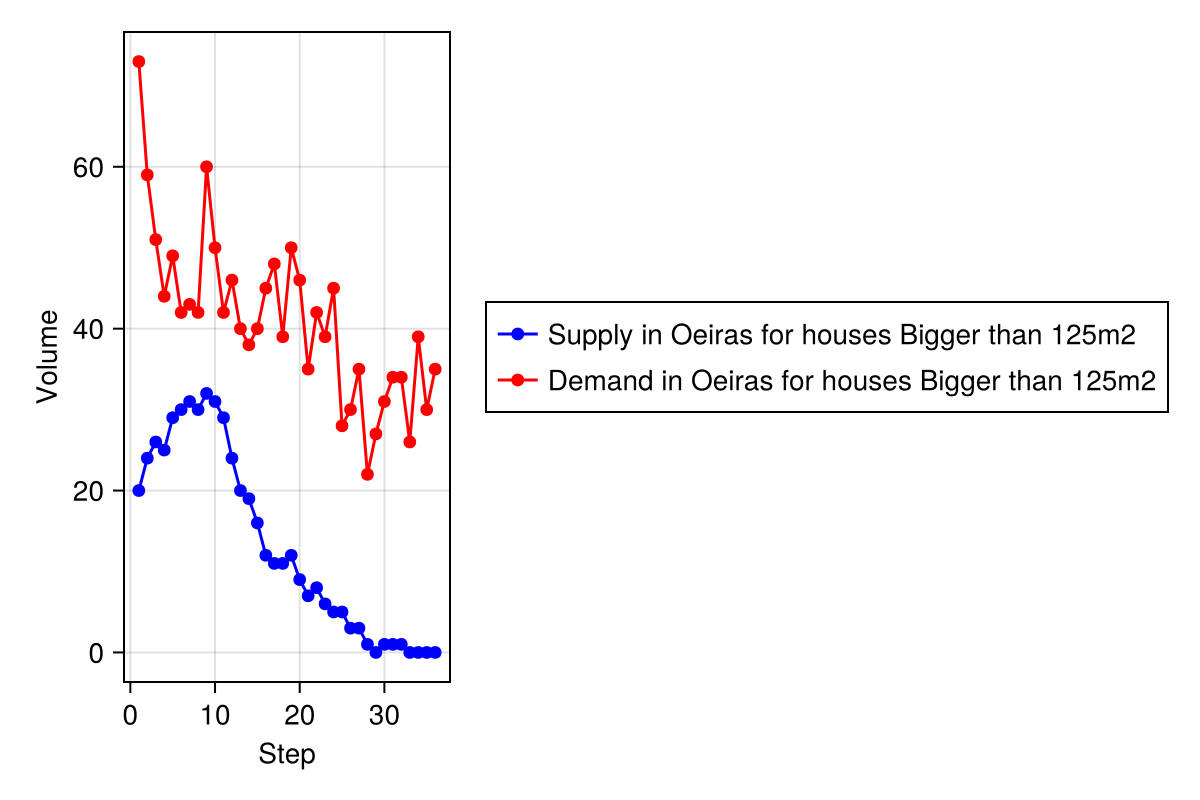 Volume
60
40
20
0
0 10 20 30
Step
Supply in Oeiras for houses Bigger than 125m2
Demand in Oeiras for houses Bigger than 125m2